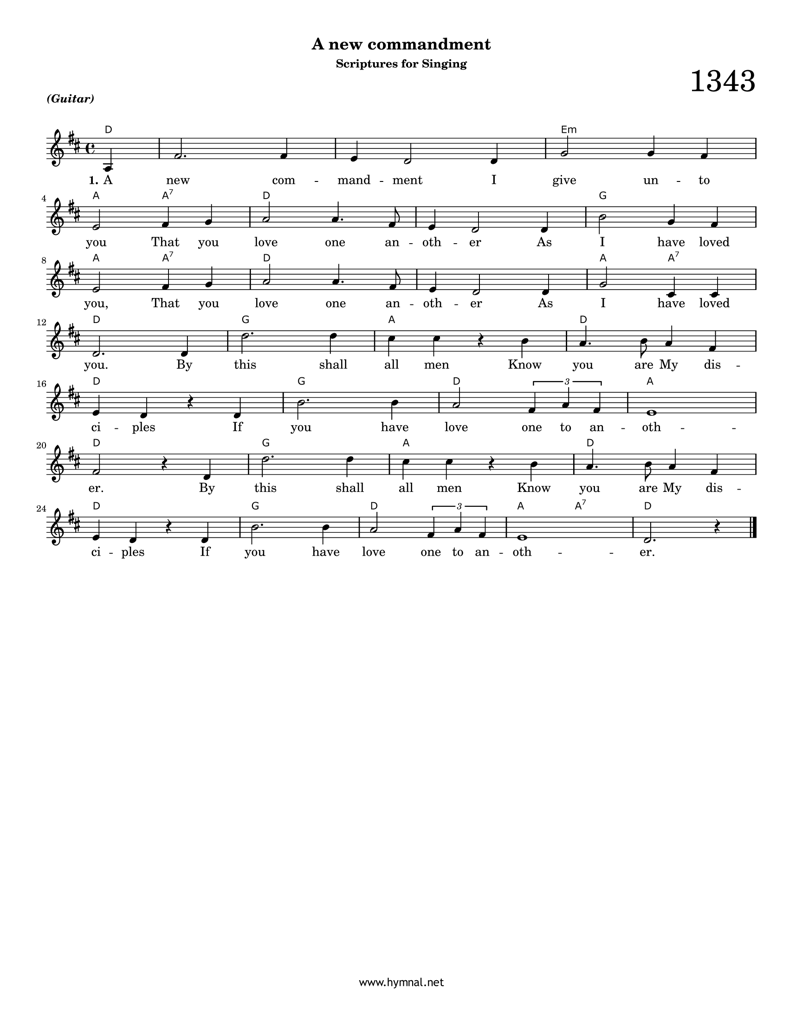 A new commandment
Scriptures for Singing
1343
(Guitar)
D Em
1. A new com - mand - ment I give un - to
4 A A7 D G
you That you love one an - oth - er As I have loved
8 A A7 D A A7
you, That you love one an - oth - er As I have loved
12 D G A D
you. By this shall all men Know you are My dis -
16 D G D 3 A
ci - ples If you have love one to an - oth - -
20 D G A D
er. By this shall all men Know you are My dis -
24 D G D 3 A A7 D
ci - ples If you have love one to an - oth - - er.
www.hymnal.net